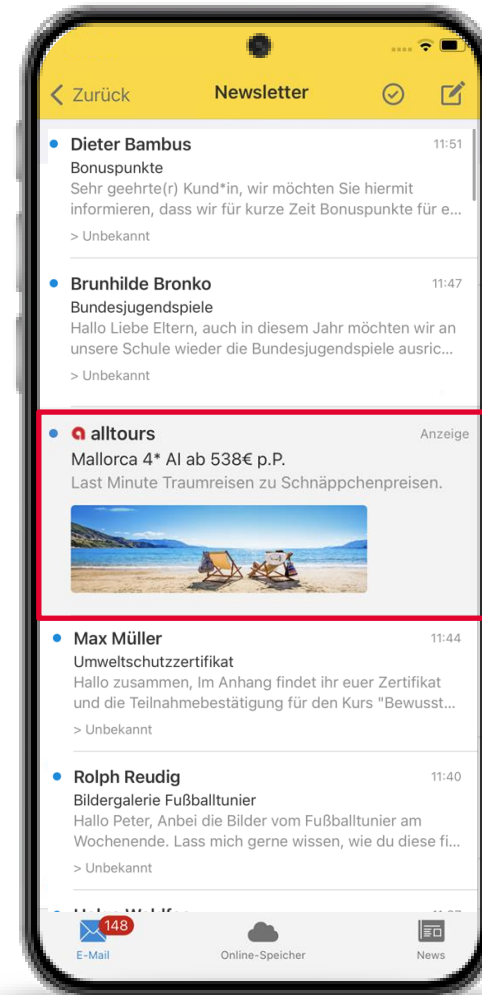 Zurück
Newsletter
Dieter Bambus 11:51
Bonuspunkte
Sehr geehrte(r) Kund*in, wir möchten Sie hiermit
informieren, dass wir für kurze Zeit Bonuspunkte für e...
> Unbekannt
Brunhilde Bronko 11:47
Bundesjugendspiele
Hallo Liebe Eltern, auch in diesem Jahr möchten wir an
unsere Schule wieder die Bundesjugendspiele ausric...
> Unbekannt
alltours Anzeige
Mallorca 4* AI ab 538€ p.P.
Last Minute Traumreisen zu Schnäppchenpreisen.
Max Müller 11:44
Umweltschutzzertifikat
Hallo zusammen, Im Anhang findet ihr euer Zertifikat
und die Teilnahmebestätigung für den Kurs "Bewusst...
> Unbekannt
Rolph Reudig 11:40
Bildergalerie Fußballtunier
Hallo Peter, Anbei die Bilder vom Fußballtunier am
Wochenende. Lass mich gerne wissen, wie du diese fi...
> Unbekannt
148
E-Mail
Online-Speicher
News